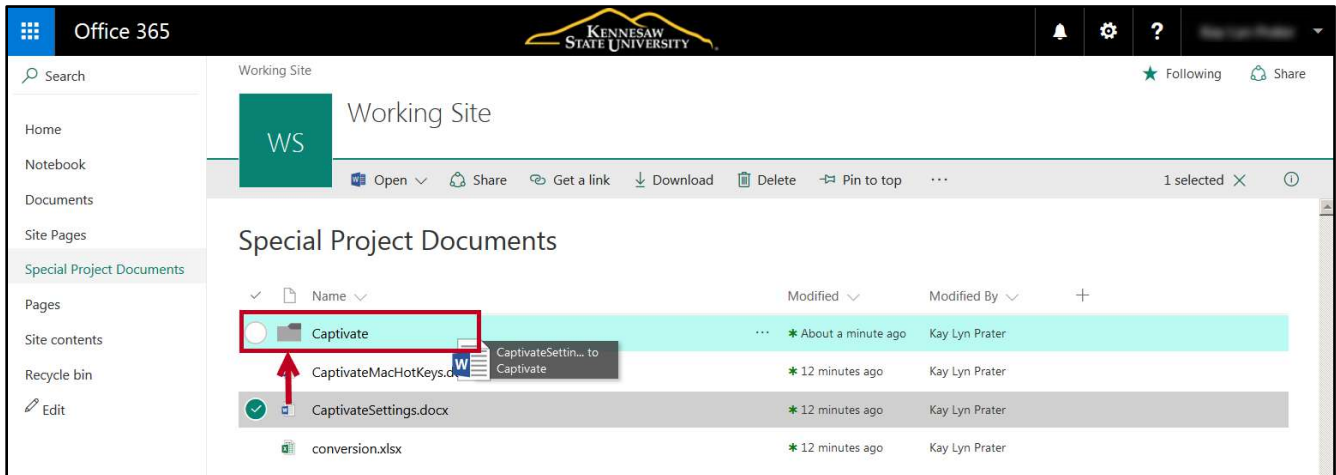 Office 365
KENNESAW
STATE UNIVERSITY
?
Search
Working Site
Following
Share
WS
Working Site
Home
Notebook
Documents
Site Pages
Special Project Documents
Pages
Site contents
Recycle bin
Edit
Open Share Get a link Download Delete Pin to top ... 1 selected
Special Project Documents
Name Modified Modified By
Captivate ... About a minute ago Kay Lyn Prater
CaptivateSettin... to
Captivate
CaptivateMacHotKeys.d 12 minutes ago Kay Lyn Prater
CaptivateSettings.docx 12 minutes ago Kay Lyn Prater
conversion.xlsx 12 minutes ago Kay Lyn Prater